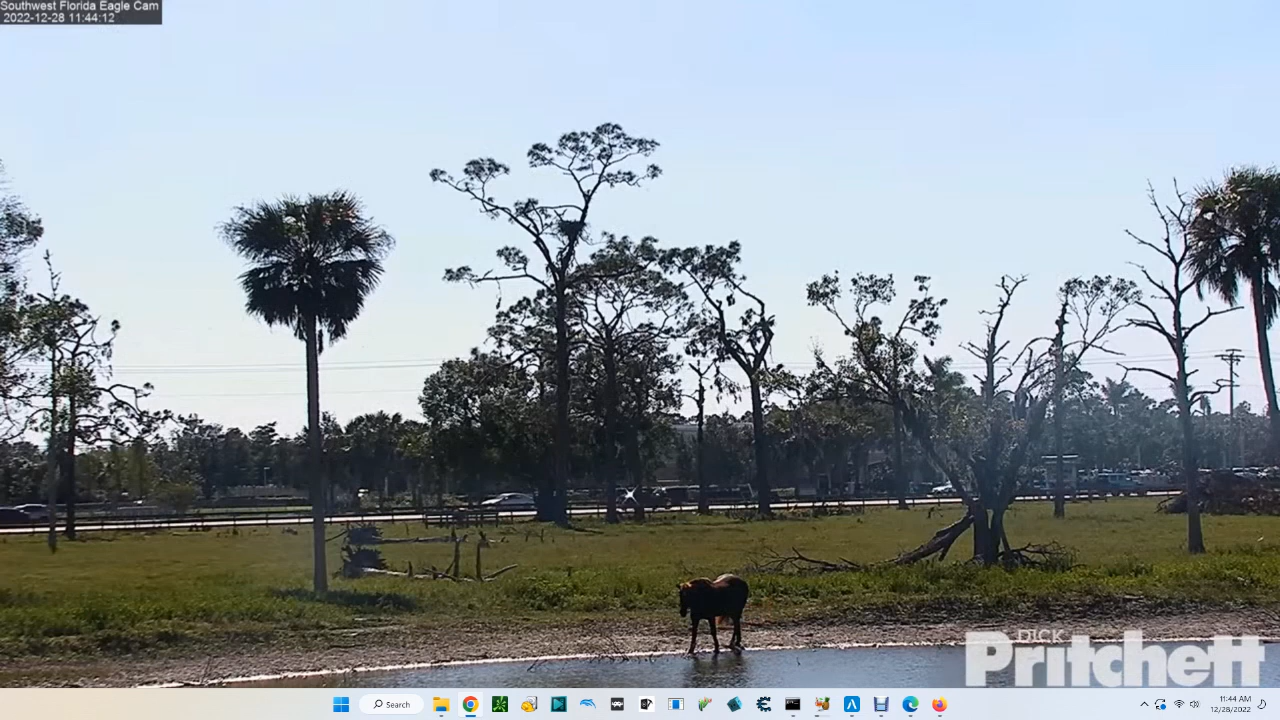 Southwest Florida Eagle Cam
2022-12-28 11:44:12
DICK
Pritchett
Search
11:44 AM
12/28/2022